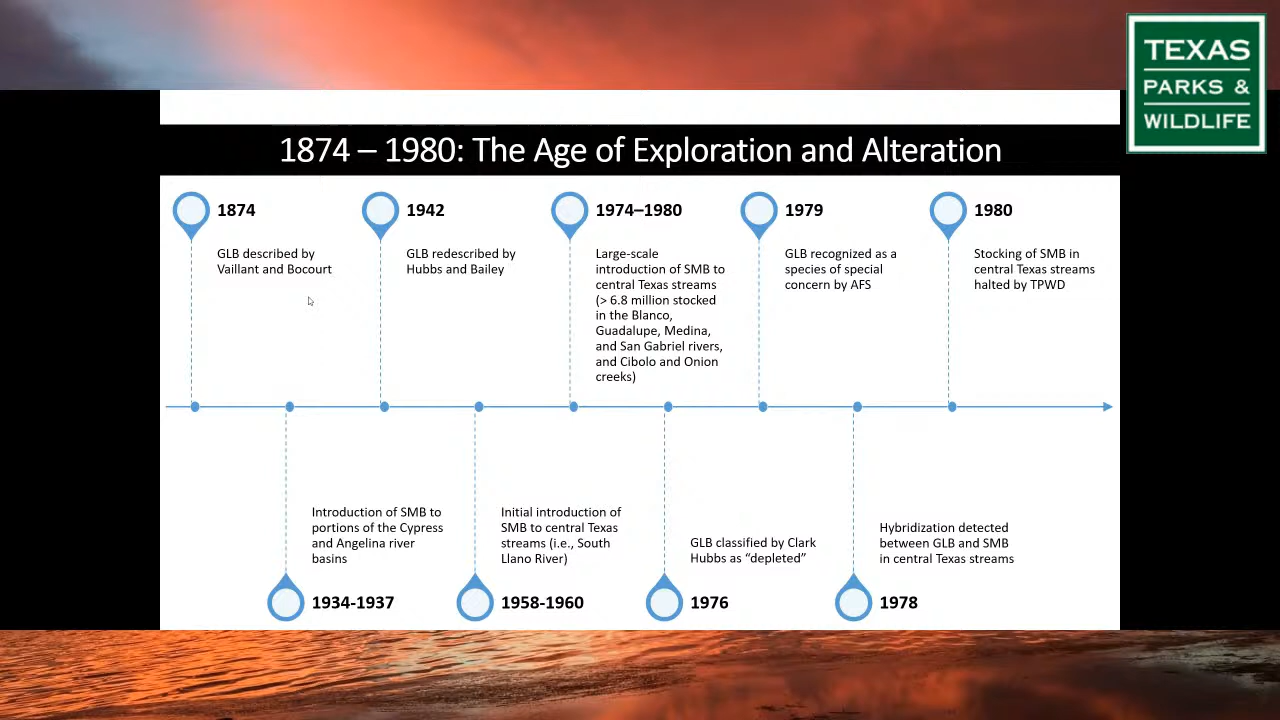 TEXAS
PARKS &
WILDLIFE
1874 – 1980: The Age of Exploration and Alteration
1874
GLB described by
Vaillant and Bocourt
1942
GLB redescribed by
Hubbs and Bailey
1974–1980
Large-scale
introduction of SMB to
central Texas streams
(> 6.8 million stocked
in the Blanco,
Guadalupe, Medina,
and San Gabriel rivers,
and Cibolo and Onion
creeks)
1979
GLB recognized as a
species of special
concern by AFS
1980
Stocking of SMB in
central Texas streams
halted by TPWD
Introduction of SMB to
portions of the Cypress
and Angelina river
basins
1934-1937
Initial introduction of
SMB to central Texas
streams (i.e., South
Llano River)
1958-1960
GLB classified by Clark
Hubbs as “depleted”
1976
Hybridization detected
between GLB and SMB
in central Texas streams
1978